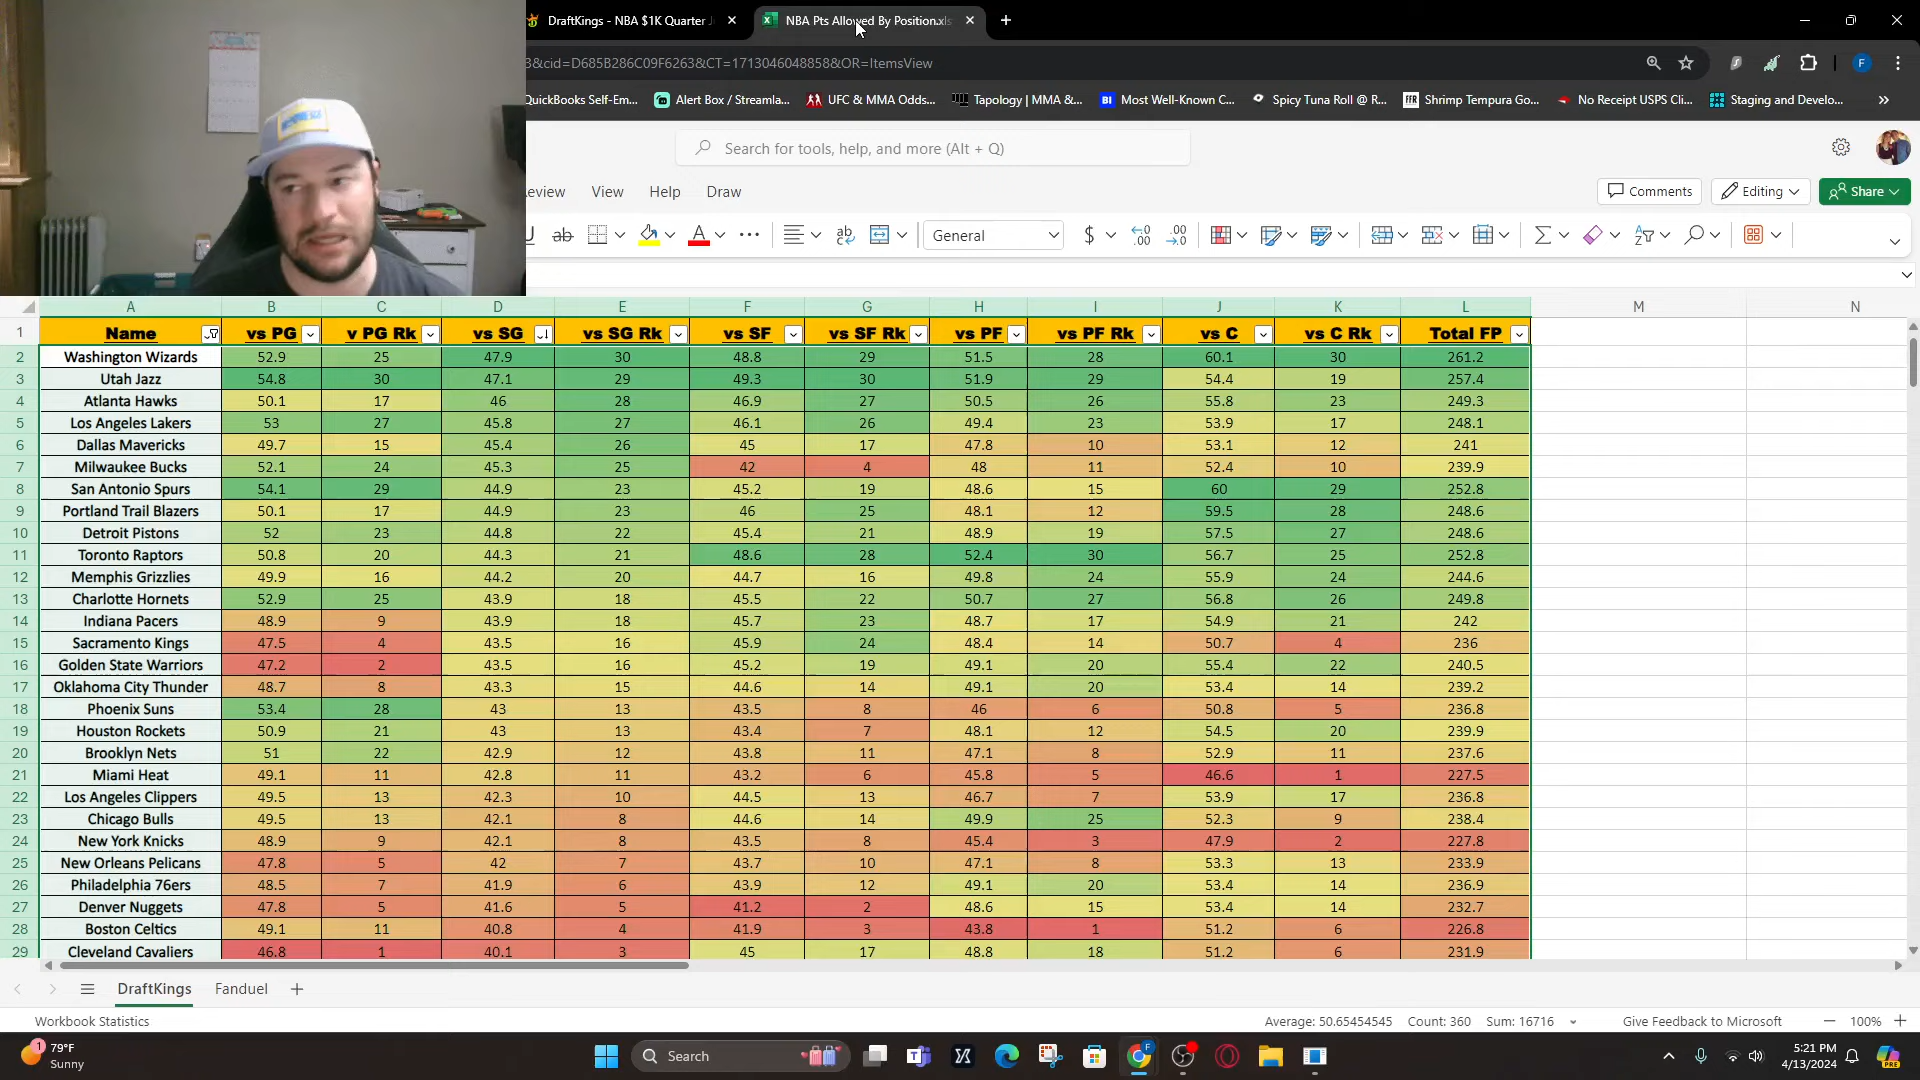 DraftKings - NBA $1K Quarter J
NBA Pts Allowed By Position.xls
3&cid=D685B286C09F6263&CT=1713046048858&OR=ItemsView
F
QuickBooks Self-Em... Alert Box / Streamla... UFC & MMA Odds... Tapology | MMA &... BI Most Well-Known C... Spicy Tuna Roll @ R... FFR Shrimp Tempura Go... No Receipt USPS Cli... Staging and Develo... »
Search for tools, help, and more (Alt + Q)
eview View Help Draw Comments Editing Share
General
A B C D E F G H I J K L M N
1 Name vs PG v PG Rk vs SG vs SG Rk vs SF vs SF Rk vs PF vs PF Rk vs C vs C Rk Total FP
2 Washington Wizards 52.9 25 47.9 30 48.8 29 51.5 28 60.1 30 261.2
3 Utah Jazz 54.8 30 47.1 29 49.3 30 51.9 29 54.4 19 257.4
4 Atlanta Hawks 50.1 17 46 28 46.9 27 50.5 26 55.8 23 249.3
5 Los Angeles Lakers 53 27 45.8 27 46.1 26 49.4 23 53.9 17 248.1
6 Dallas Mavericks 49.7 15 45.4 26 45 17 47.8 10 53.1 12 241
7 Milwaukee Bucks 52.1 24 45.3 25 42 4 48 11 52.4 10 239.9
8 San Antonio Spurs 54.1 29 44.9 23 45.2 19 48.6 15 60 29 252.8
9 Portland Trail Blazers 50.1 17 44.9 23 46 25 48.1 12 59.5 28 248.6
10 Detroit Pistons 52 23 44.8 22 45.4 21 48.9 19 57.5 27 248.6
11 Toronto Raptors 50.8 20 44.3 21 48.6 28 52.4 30 56.7 25 252.8
12 Memphis Grizzlies 49.9 16 44.2 20 44.7 16 49.8 24 55.9 24 244.6
13 Charlotte Hornets 52.9 25 43.9 18 45.5 22 50.7 27 56.8 26 249.8
14 Indiana Pacers 48.9 9 43.9 18 45.7 23 48.7 17 54.9 21 242
15 Sacramento Kings 47.5 4 43.5 16 45.9 24 48.4 14 50.7 4 236
16 Golden State Warriors 47.2 2 43.5 16 45.2 19 49.1 20 55.4 22 240.5
17 Oklahoma City Thunder 48.7 8 43.3 15 44.6 14 49.1 20 53.4 14 239.2
18 Phoenix Suns 53.4 28 43 13 43.5 8 46 6 50.8 5 236.8
19 Houston Rockets 50.9 21 43 13 43.4 7 48.1 12 54.5 20 239.9
20 Brooklyn Nets 51 22 42.9 12 43.8 11 47.1 8 52.9 11 237.6
21 Miami Heat 49.1 11 42.8 11 43.2 6 45.8 5 46.6 1 227.5
22 Los Angeles Clippers 49.5 13 42.3 10 44.5 13 46.7 7 53.9 17 236.8
23 Chicago Bulls 49.5 13 42.1 8 44.6 14 49.9 25 52.3 9 238.4
24 New York Knicks 48.9 9 42.1 8 43.5 8 45.4 3 47.9 2 227.8
25 New Orleans Pelicans 47.8 5 42 7 43.7 10 47.1 8 53.3 13 233.9
26 Philadelphia 76ers 48.5 7 41.9 6 43.9 12 49.1 20 53.4 14 236.9
27 Denver Nuggets 47.8 5 41.6 5 41.2 2 48.6 15 53.4 14 232.7
28 Boston Celtics 49.1 11 40.8 4 41.9 3 43.8 1 51.2 6 226.8
29 Cleveland Cavaliers 46.8 1 40.1 3 45 17 48.8 18 51.2 6 231.9
DraftKings Fanduel +
Workbook Statistics Average: 50.65454545 Count: 360 Sum: 16716 Give Feedback to Microsoft — 100% +
1 79°F
Sunny
Search
5:21 PM
4/13/2024